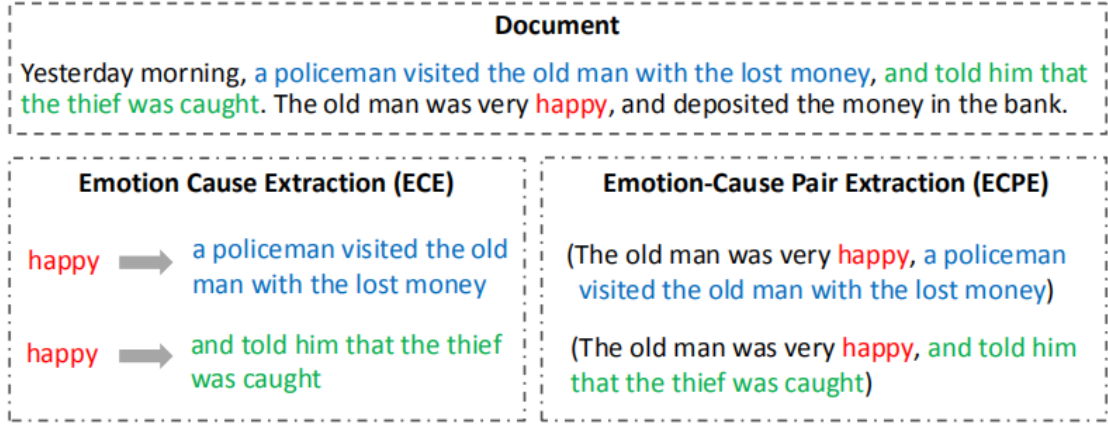 Document
Yesterday morning, a policeman visited the old man with the lost money, and told him that
the thief was caught. The old man was very happy, and deposited the money in the bank.
Emotion Cause Extraction (ECE)
happy
a policeman visited the old
man with the lost money
happy
and told him that the thief
was caught
Emotion-Cause Pair Extraction (ECPE)
(The old man was very happy, a policeman
visited the old man with the lost money)
(The old man was very happy, and told him
that the thief was caught)